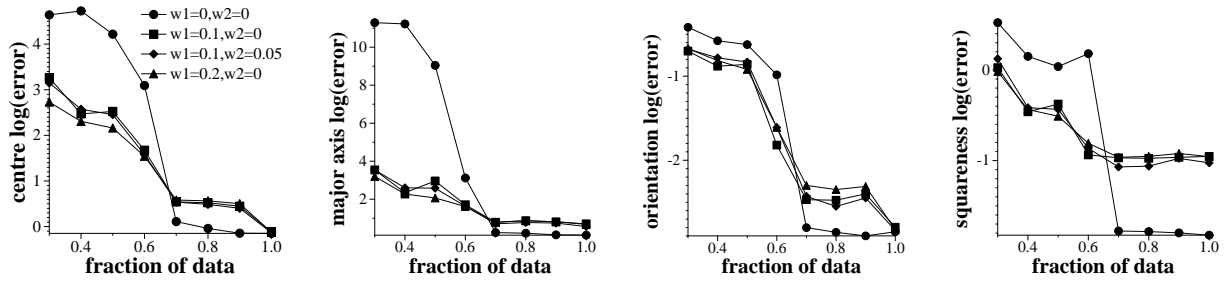 centre log(error)
4
3
2
1
0
0.4
0.6
0.8
1.0
fraction of data
w1=0,w2=0
w1=0.1,w2=0
w1=0.1,w2=0.05
w1=0.2,w2=0
major axis log(error)
10
8
6
4
2
0.4
0.6
0.8
1.0
fraction of data
orientation log(error)
-1
-2
0.4
0.6
0.8
1.0
fraction of data
squareness log(error)
0
-1
0.4
0.6
0.8
1.0
fraction of data